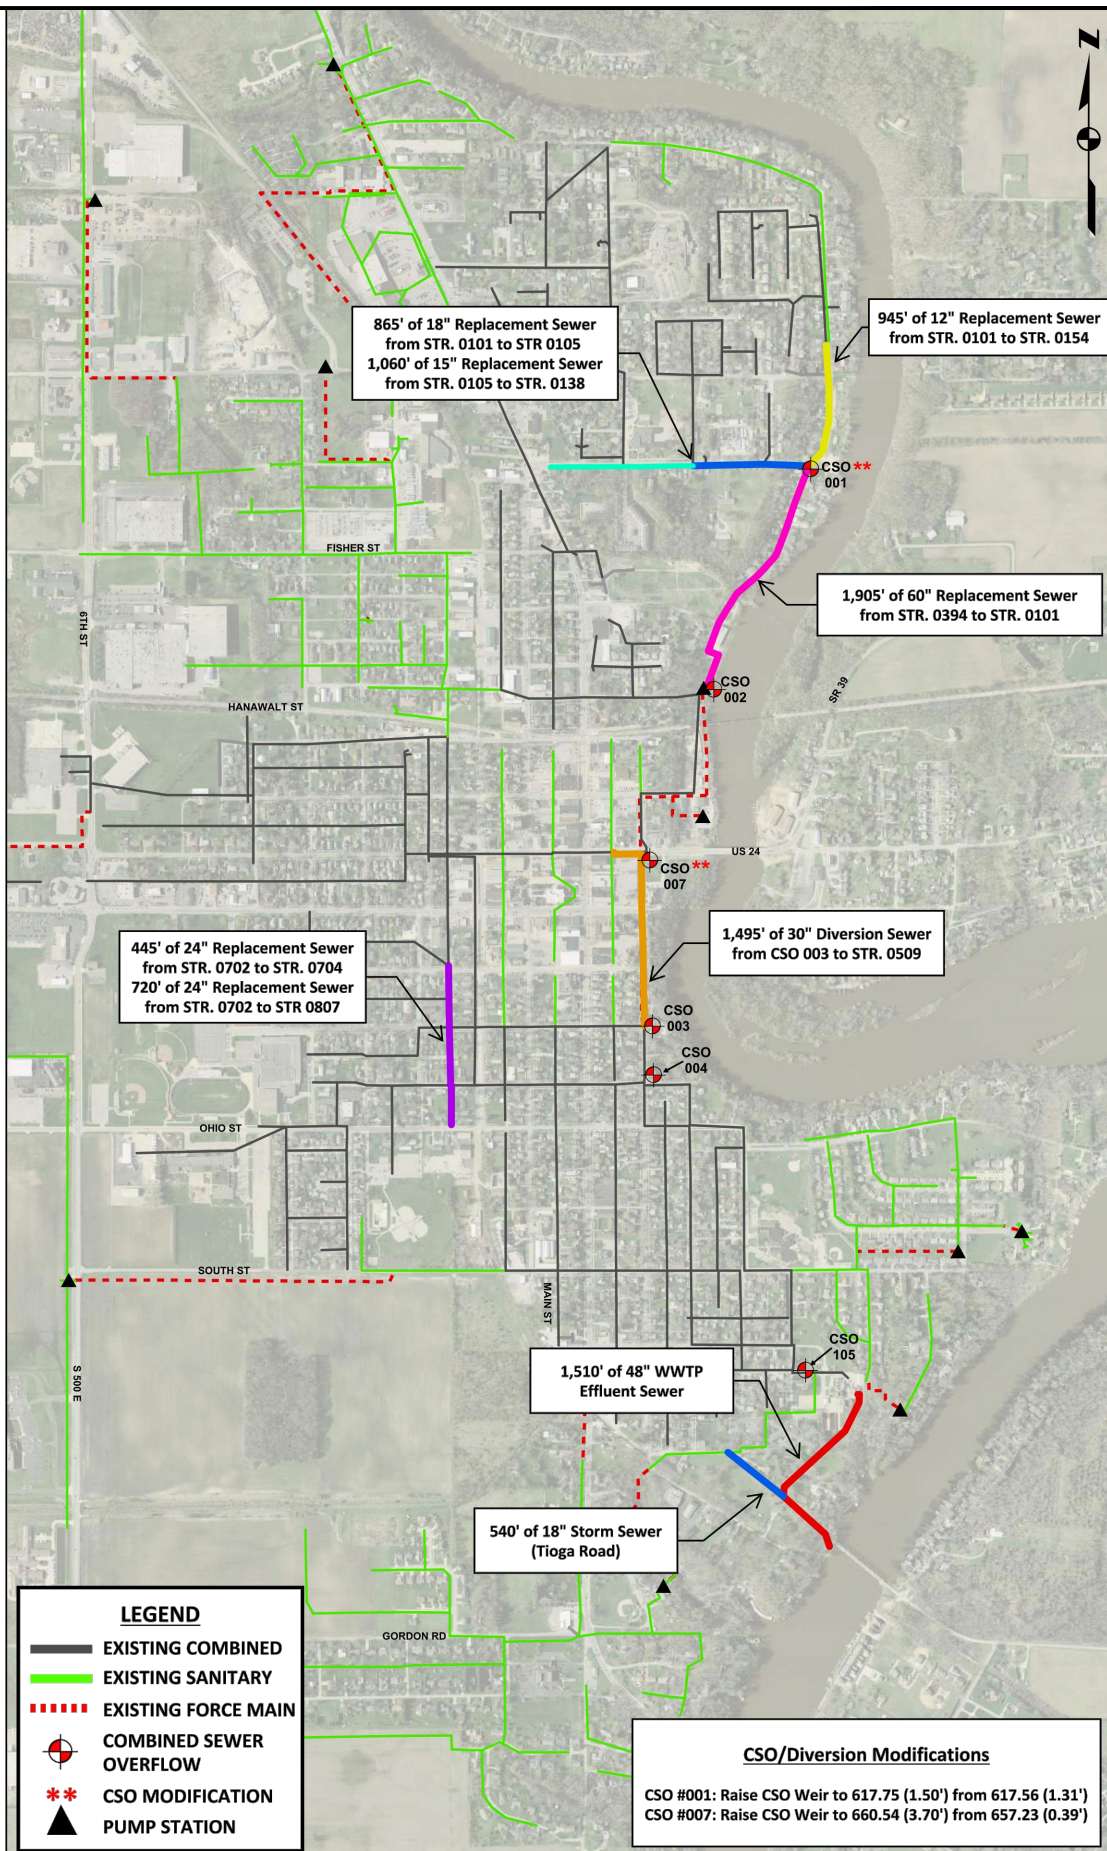 N
865' of 18" Replacement Sewer
from STR. 0101 to STR 0105
1,060' of 15" Replacement Sewer
from STR. 0105 to STR. 0138
945' of 12" Replacement Sewer
from STR. 0101 to STR. 0154
CSO **
001
FISHER ST
6TH ST
1,905' of 60" Replacement Sewer
from STR. 0394 to STR. 0101
CSO
002
SR 39
HANAWALT ST
US 24
CSO **
007
445' of 24" Replacement Sewer
from STR. 0702 to STR. 0704
720' of 24" Replacement Sewer
from STR. 0702 to STR 0807
1,495' of 30" Diversion Sewer
from CSO 003 to STR. 0509
CSO
003
CSO
004
OHIO ST
SOUTH ST
MAIN ST
S 500 E
CSO
105
1,510' of 48" WWTP
Effluent Sewer
540' of 18" Storm Sewer
(Tioga Road)
GORDON RD
LEGEND
EXISTING COMBINED
EXISTING SANITARY
EXISTING FORCE MAIN
COMBINED SEWER
OVERFLOW
** CSO MODIFICATION
PUMP STATION
CSO/Diversion Modifications
CSO #001: Raise CSO Weir to 617.75 (1.50') from 617.56 (1.31')
CSO #007: Raise CSO Weir to 660.54 (3.70') from 657.23 (0.39')